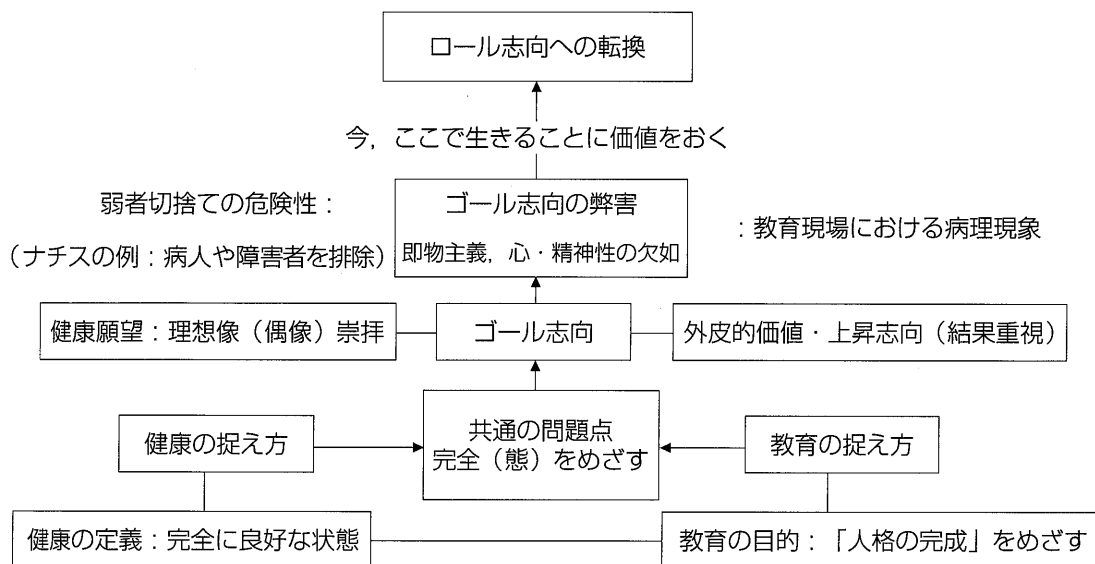 ロール志向への転換
今，ここで生きることに価値をおく
弱者切捨ての危険性：
（ナチスの例：病人や障害者を排除）
ゴール志向の弊害
即物主義，心・精神性の欠如
：教育現場における病理現象
健康願望：理想像（偶像）崇拝
ゴール志向
外皮的価値・上昇志向（結果重視）
健康の捉え方
共通の問題点
完全（態）をめざす
教育の捉え方
健康の定義：完全に良好な状態
教育の目的：「人格の完成」をめざす